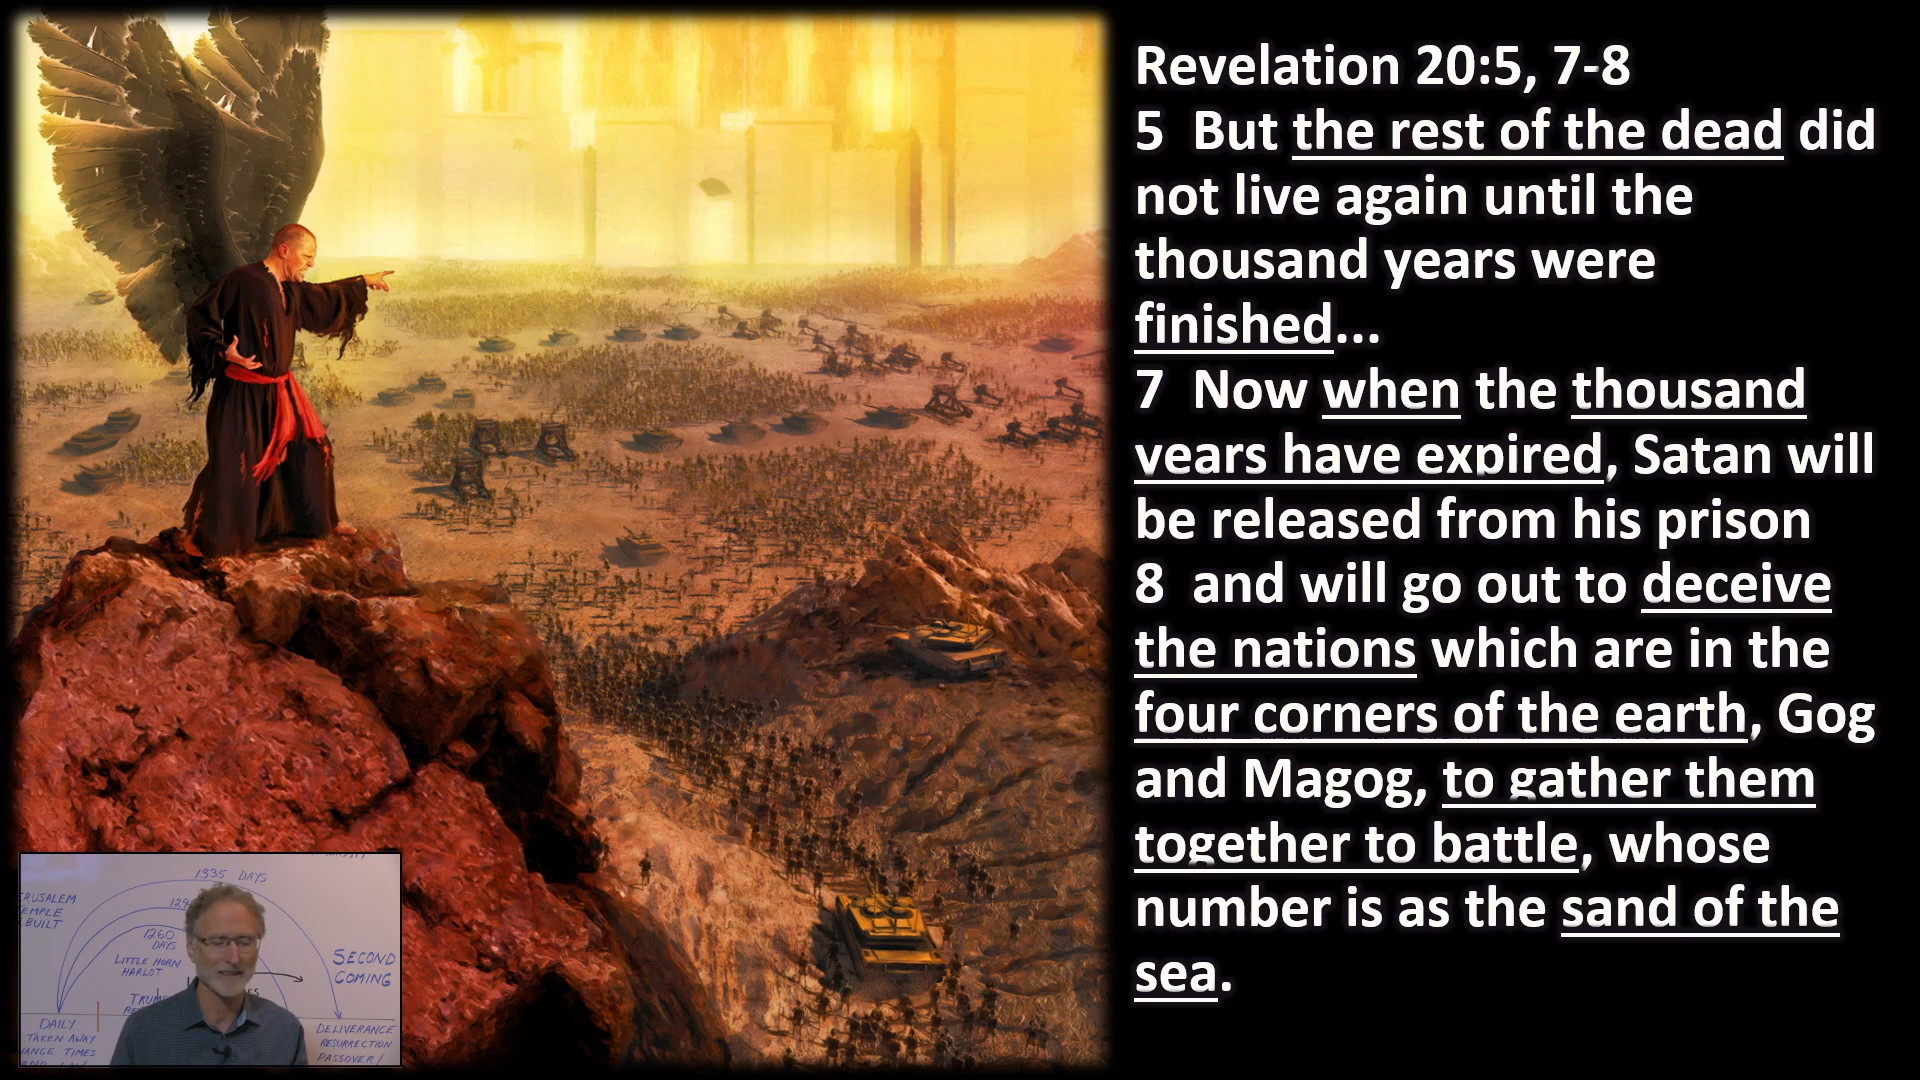 Revelation 20:5, 7-8
5 But the rest of the dead did
not live again until the
thousand years were
finished...
7 Now when the thousand
years have expired, Satan will
be released from his prison
8 and will go out to deceive
the nations which are in the
four corners of the earth, Gog
and Magog, to gather them
together to battle, whose
number is as the sand of the
sea.
1335 DAYS
1260
DAYS
LITTLE HORN
HARLOT
SECOND
COMING
DAILY
TAKEN AWAY
TIMES
DELIVERANCE
RESURRECTION
PASSOVER/